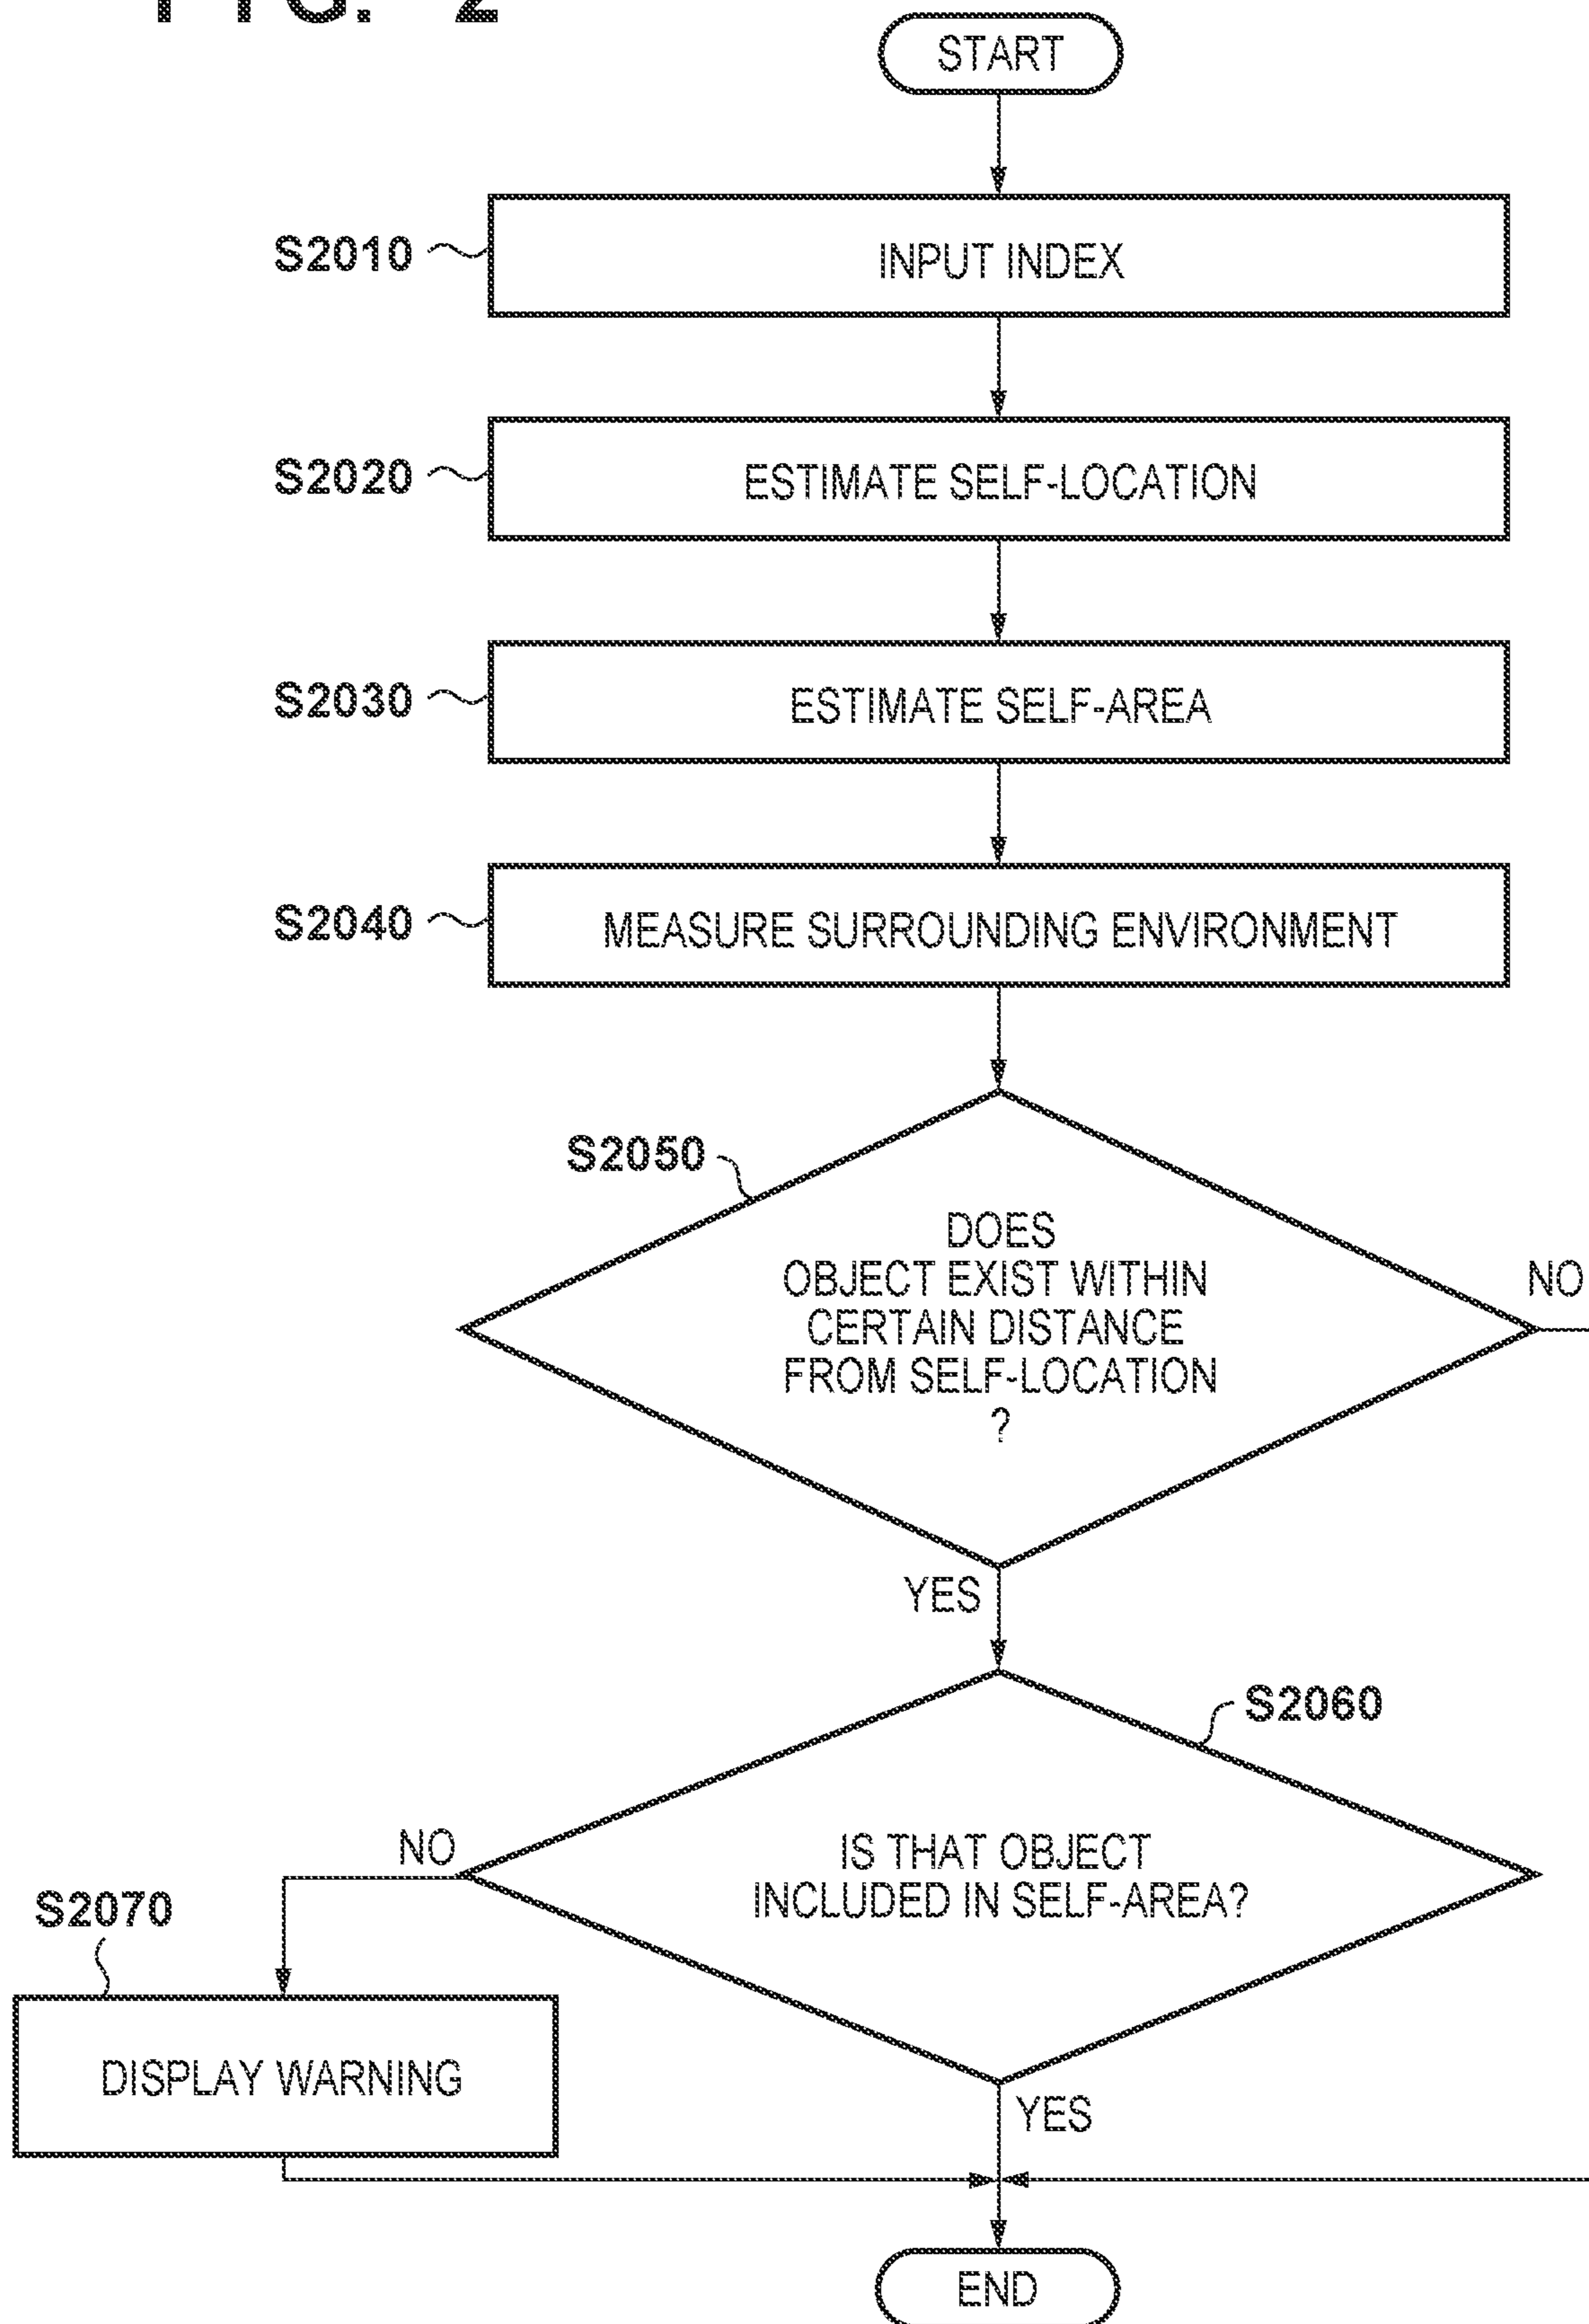 FIG. 2
START
S2010
INPUT INDEX
S2020
ESTIMATE SELF-LOCATION
S2030
ESTIMATE SELF-AREA
S2040
MEASURE SURROUNDING ENVIRONMENT
S2050
DOES
OBJECT EXIST WITHIN
CERTAIN DISTANCE
FROM SELF-LOCATION
?
NO
YES
S2060
IS THAT OBJECT
INCLUDED IN SELF-AREA?
NO
S2070
DISPLAY WARNING
YES
END